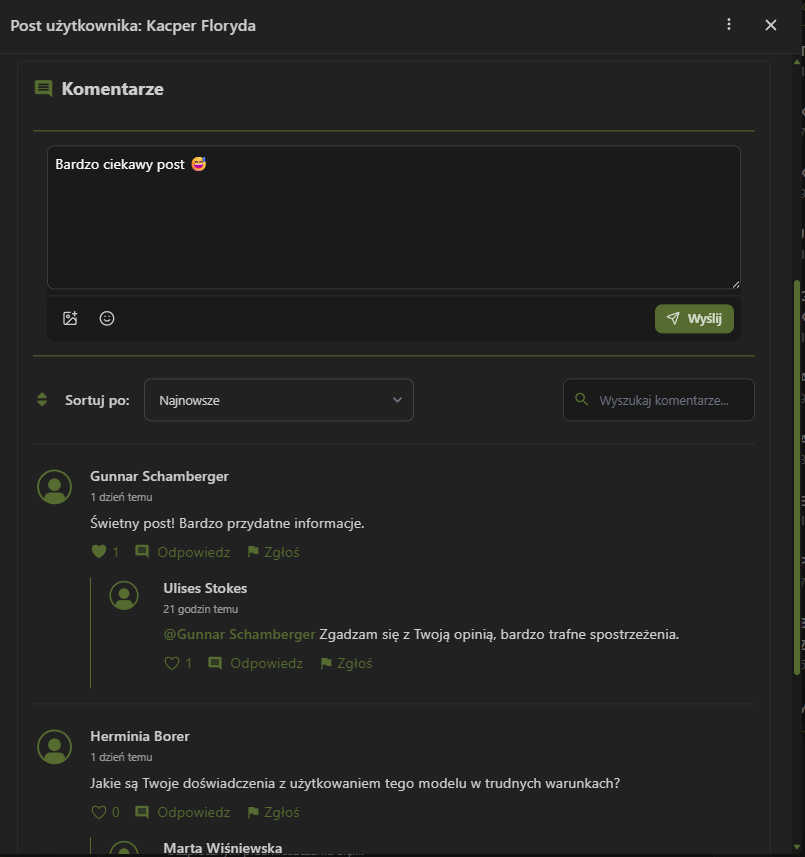 Post użytkownika: Kacper Floryda
Komentarze
Bardzo ciekawy post 😅
Wyślij
Sortuj po:
Najnowsze
Wyszukaj komentarze...
Gunnar Schamberger
1 dzień temu
Świetny post! Bardzo przydatne informacje.
1 Odpowiedz Zgłoś
Ulises Stokes
21 godzin temu
@Gunnar Schamberger Zgadzam się z Twoją opinią, bardzo trafne spostrzeżenia.
1 Odpowiedz Zgłoś
Herminia Borer
1 dzień temu
Jakie są Twoje doświadczenia z użytkowaniem tego modelu w trudnych warunkach?
0 Odpowiedz Zgłoś
Marta Wiśniewska